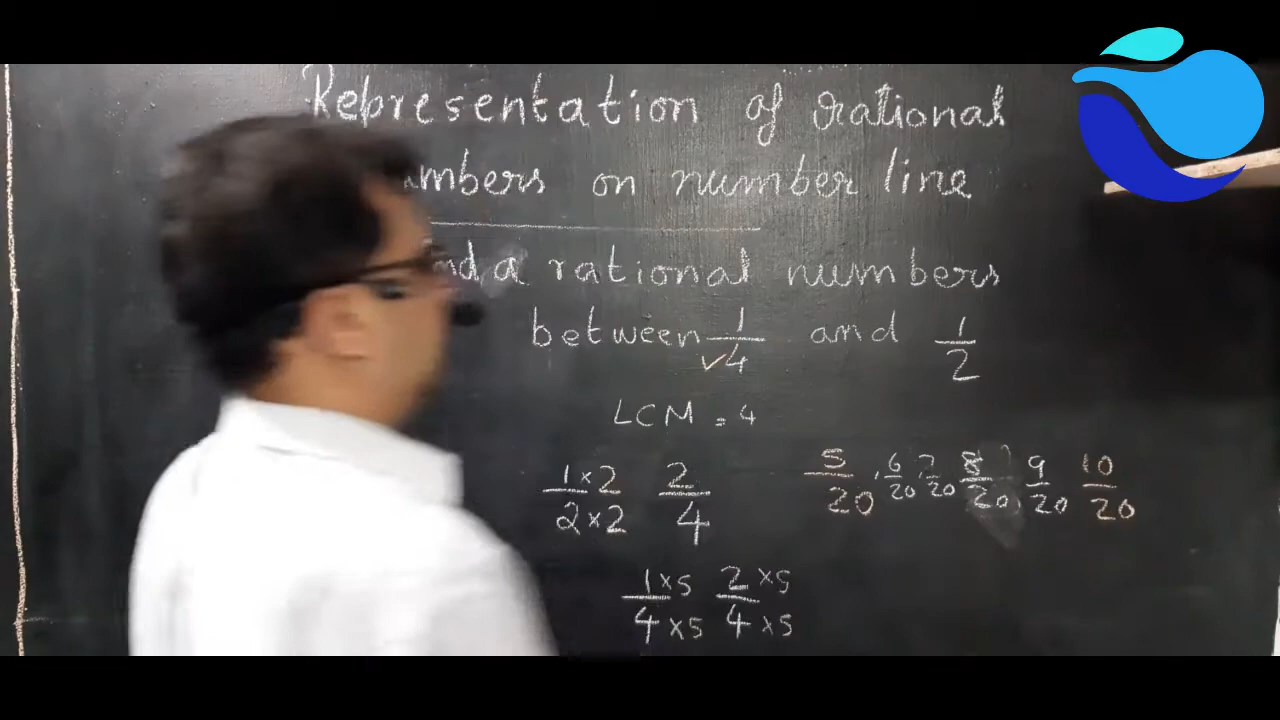 Representation of rational
numbers on number line
Find a rational numbers
between 1/4 and 1/2
LCM = 4
1×2/2×2 2/4
5/20, 6/20, 7/20, 8/20, 9/20 10/20
1×5/4×5 2×5/4×5